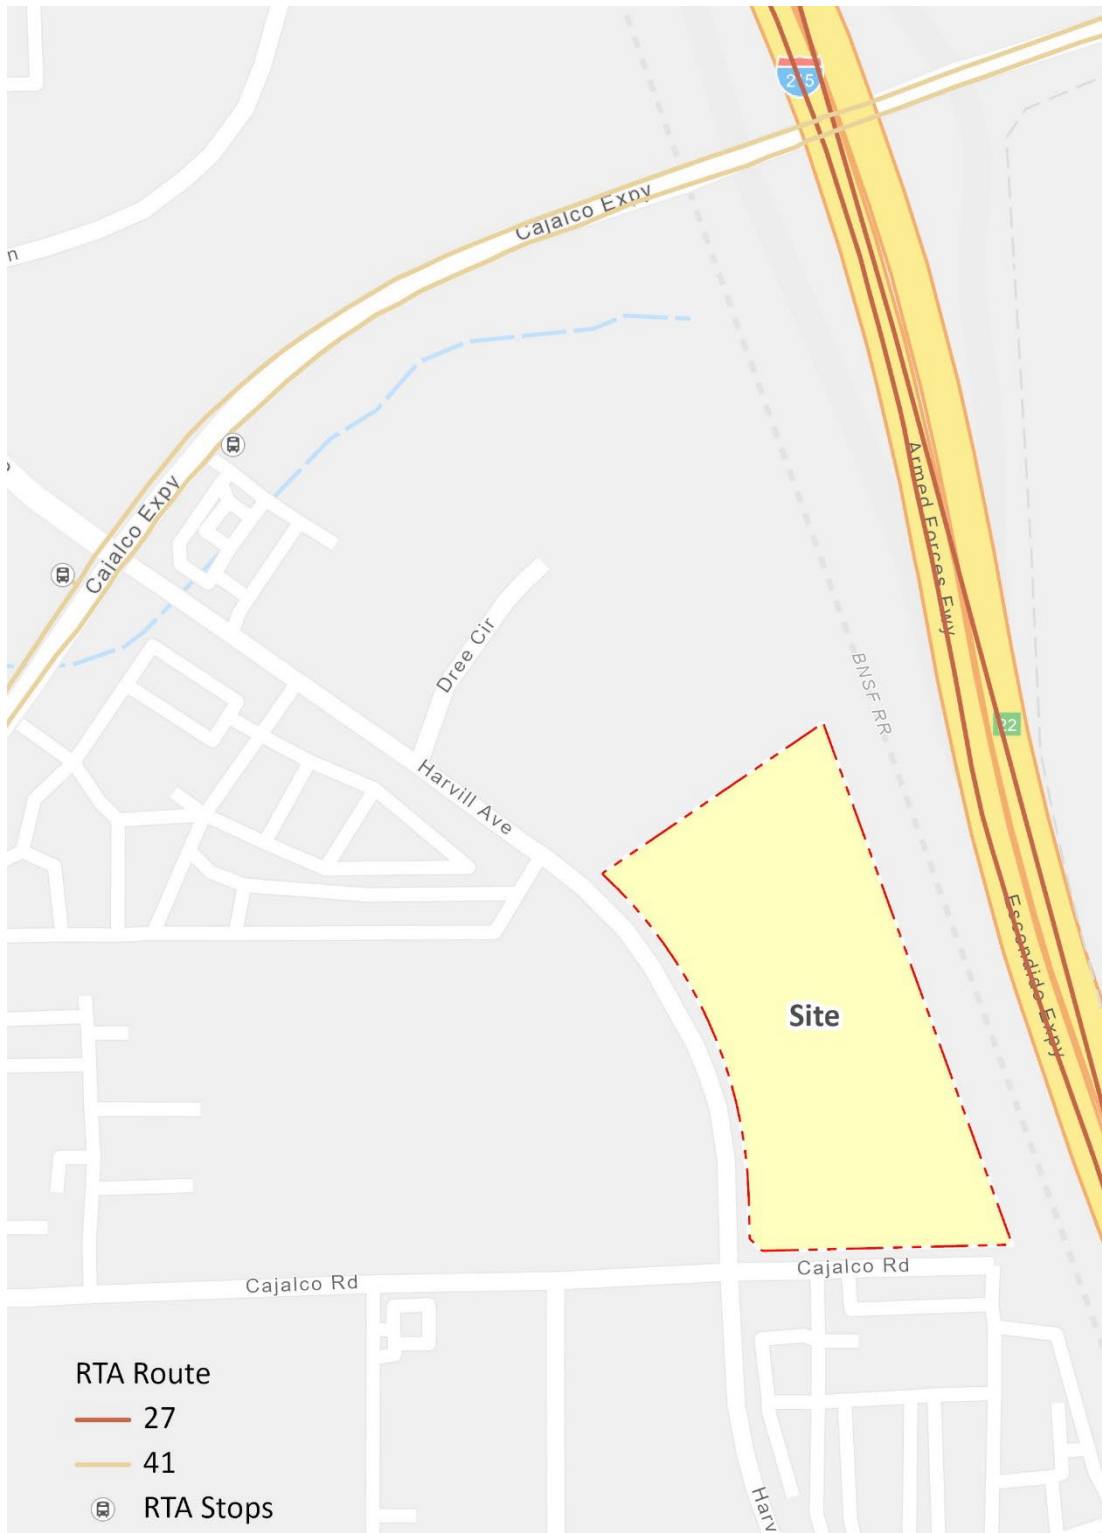 215
Cajalco Expy
n
Cajalco Expy
Armed Forces Fwy
Dree Cir
BNSF RR
22
Harvill Ave
Escondido Expy
Site
Cajalco Rd
Cajalco Rd
RTA Route
27
41
RTA Stops
Harv